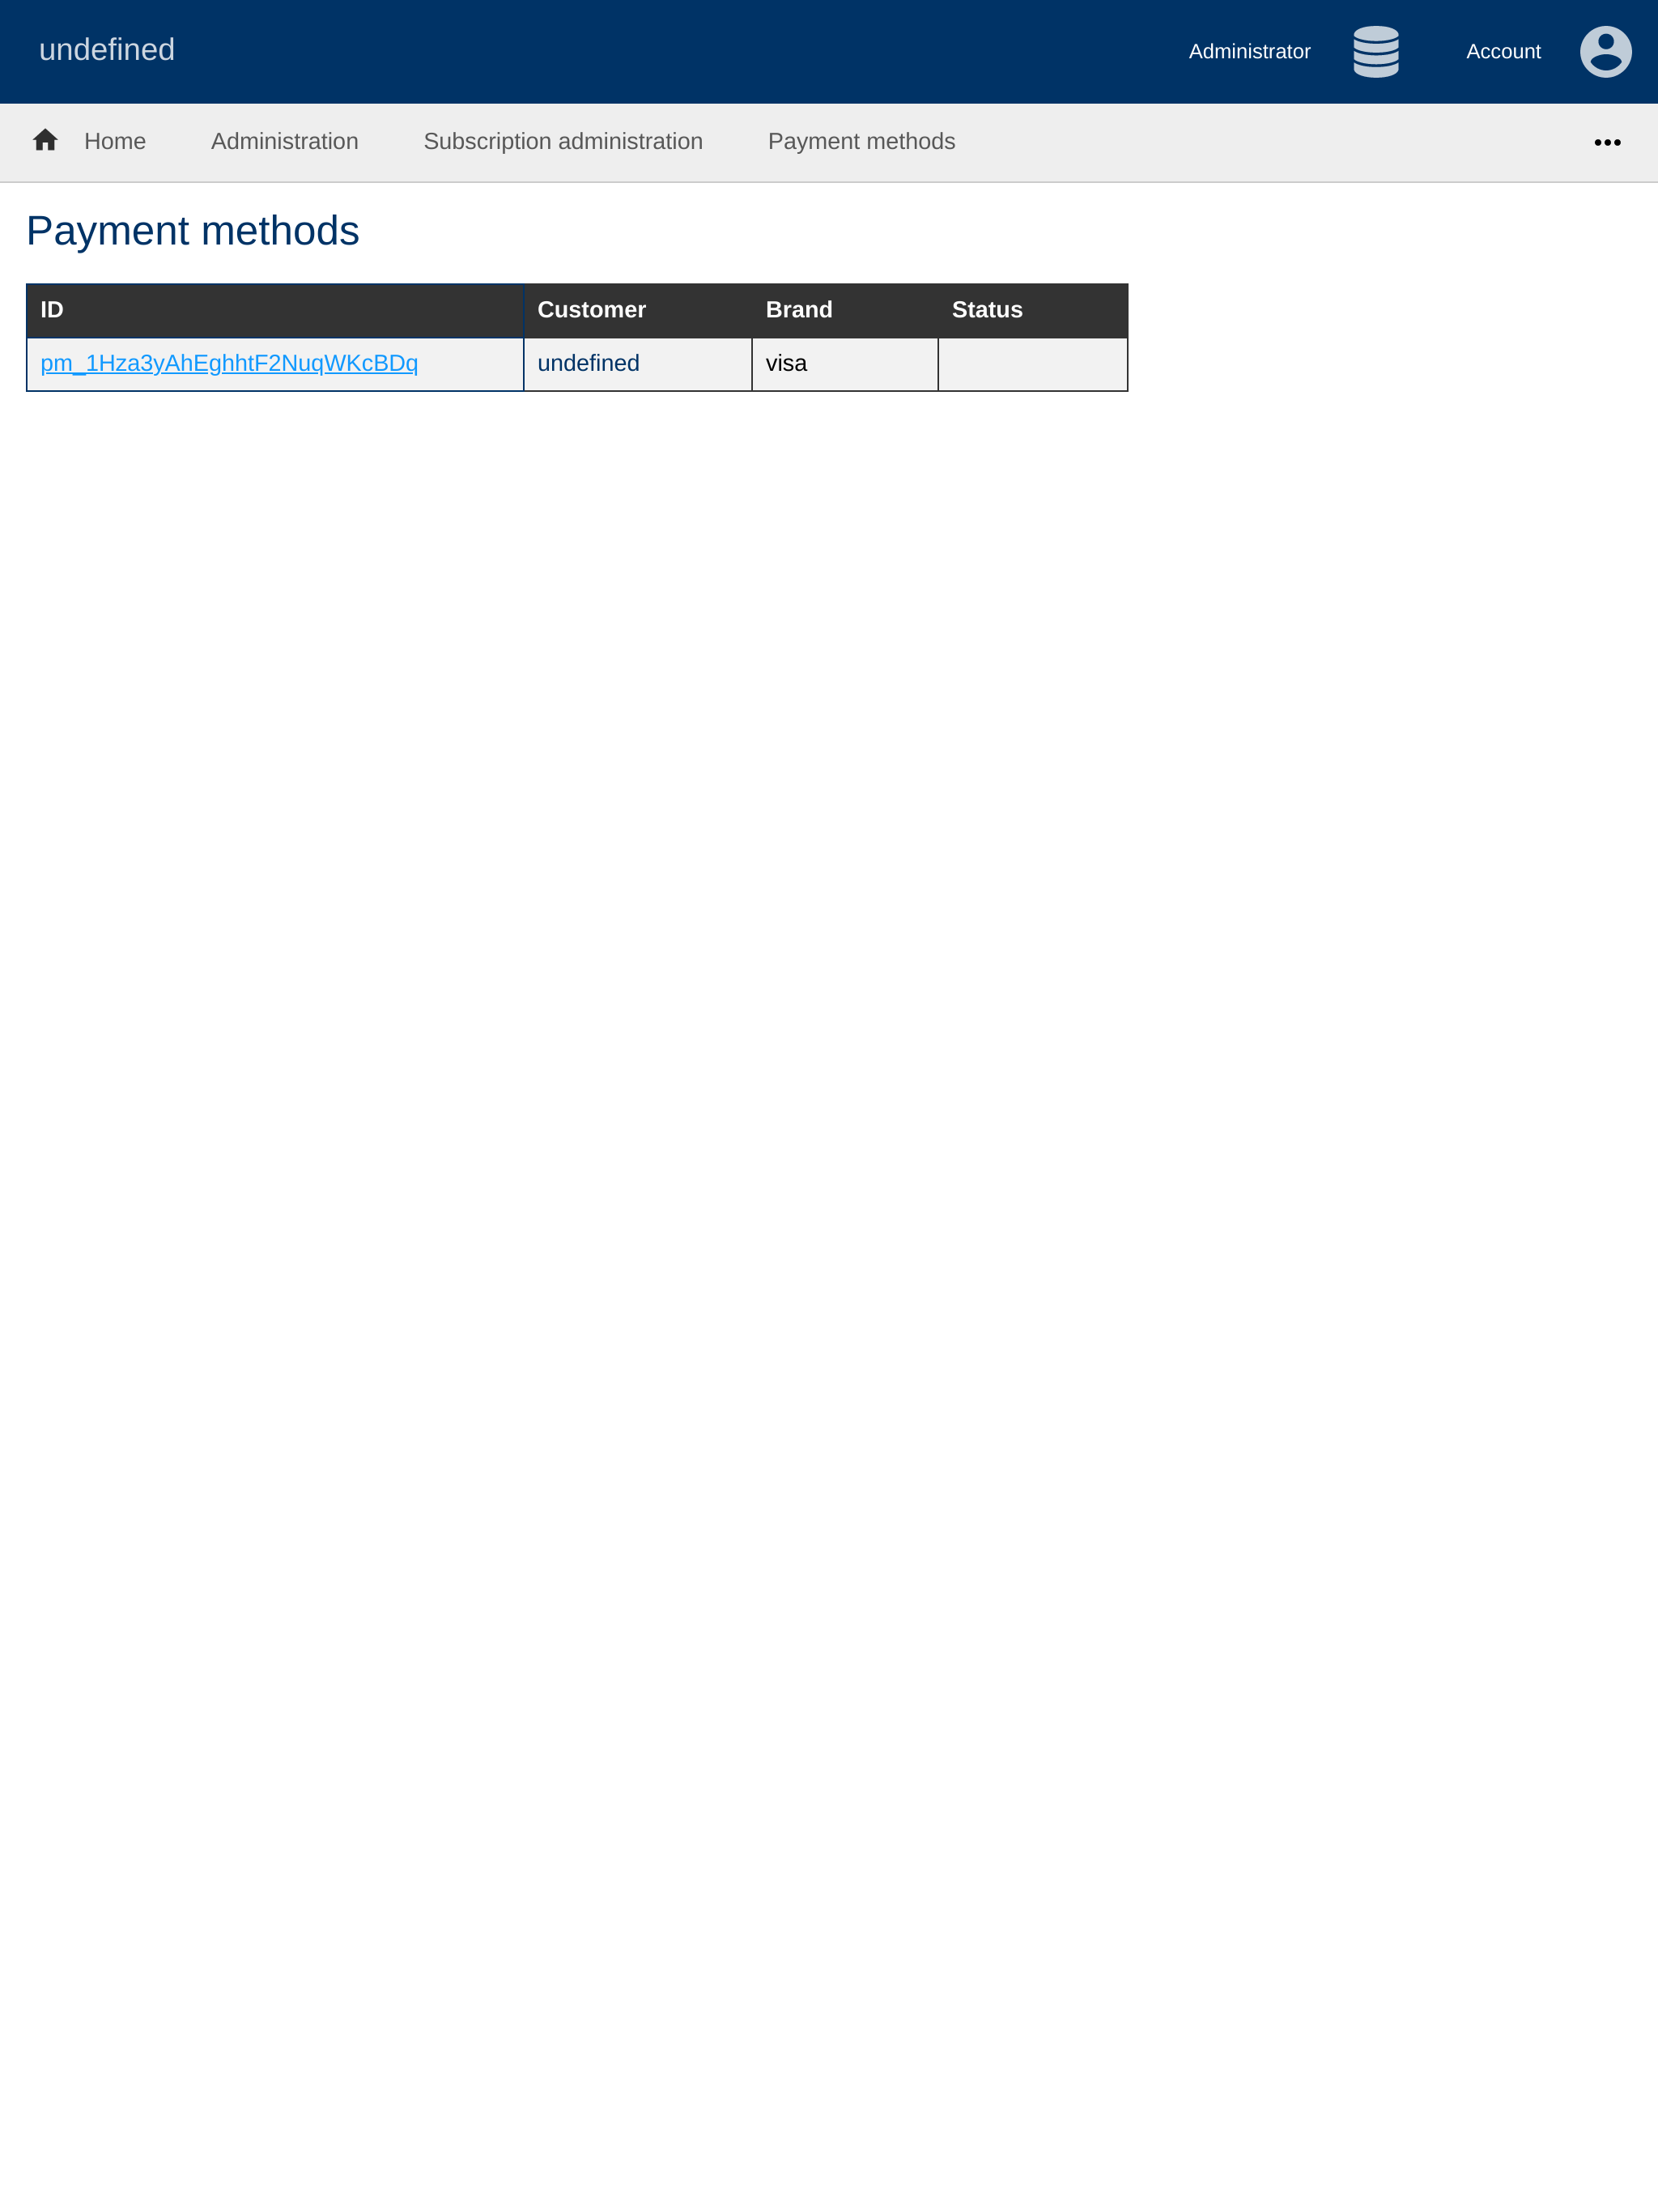 undefined
Administrator
Account
Home
Administration
Subscription administration
Payment methods
Payment methods
ID Customer Brand Status
pm_1Hza3yAhEghhtF2NuqWKcBDq undefined visa